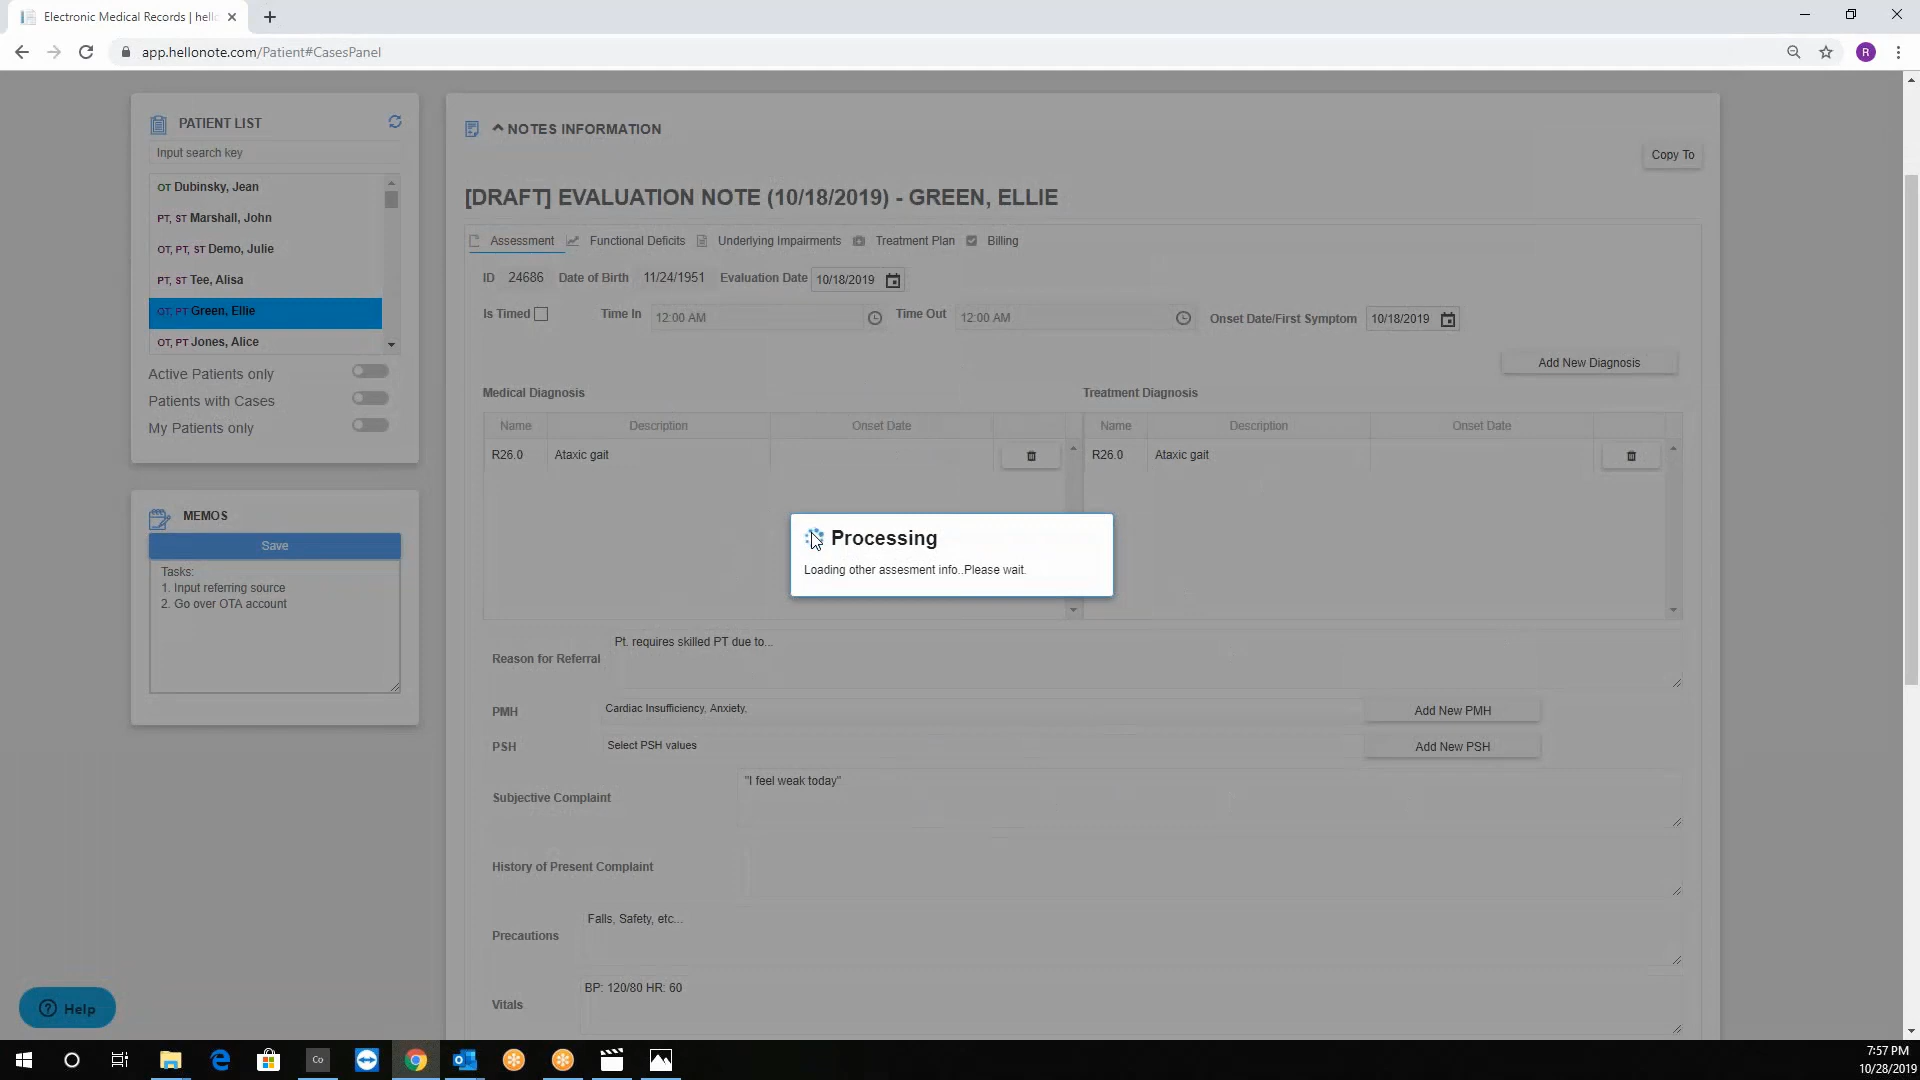 Electronic Medical Records | hell
app.hellonote.com/Patient#CasesPanel
R
PATIENT LIST
Input search key
OT Dubinsky, Jean
PT, ST Marshall, John
OT, PT, ST Demo, Julie
PT, ST Tee, Alisa
OT, PT Green, Ellie
OT, PT Jones, Alice
Active Patients only
Patients with Cases
My Patients only
MEMOS
Save
Tasks:
1. Input referring source
2. Go over OTA account
Help
NOTES INFORMATION
Copy To
[DRAFT] EVALUATION NOTE (10/18/2019) - GREEN, ELLIE
Assessment Functional Deficits Underlying Impairments Treatment Plan Billing
ID 24686 Date of Birth 11/24/1951 Evaluation Date 10/18/2019
Is Timed Time In 12:00 AM Time Out 12:00 AM Onset Date/First Symptom 10/18/2019
Add New Diagnosis
Medical Diagnosis Treatment Diagnosis
Name Description Onset Date Name Description Onset Date
R26.0 Ataxic gait R26.0 Ataxic gait
Processing
Loading other assesment info..Please wait.
Pt. requires skilled PT due to...
Reason for Referral
PMH Cardiac Insufficiency, Anxiety, Add New PMH
PSH Select PSH values Add New PSH
"I feel weak today"
Subjective Complaint
History of Present Complaint
Falls, Safety, etc...
Precautions
BP: 120/80 HR: 60
Vitals
Co
7:57 PM
10/28/2019